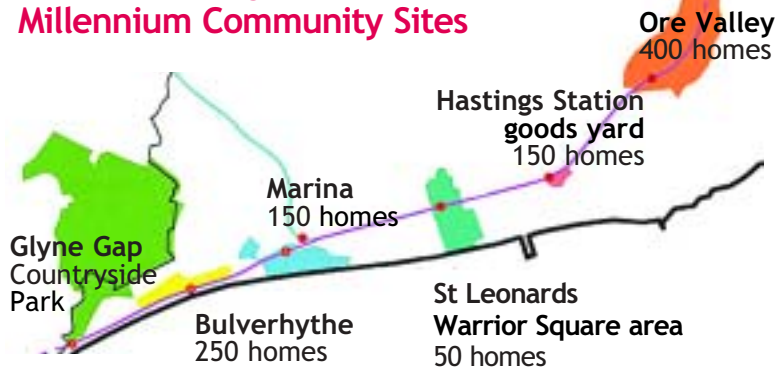 Millennium Community Sites
Ore Valley
400 homes
Hastings Station
goods yard
150 homes
Marina
150 homes
Glyne Gap
Countryside
Park
Bulverhythe
250 homes
St Leonards
Warrior Square area
50 homes